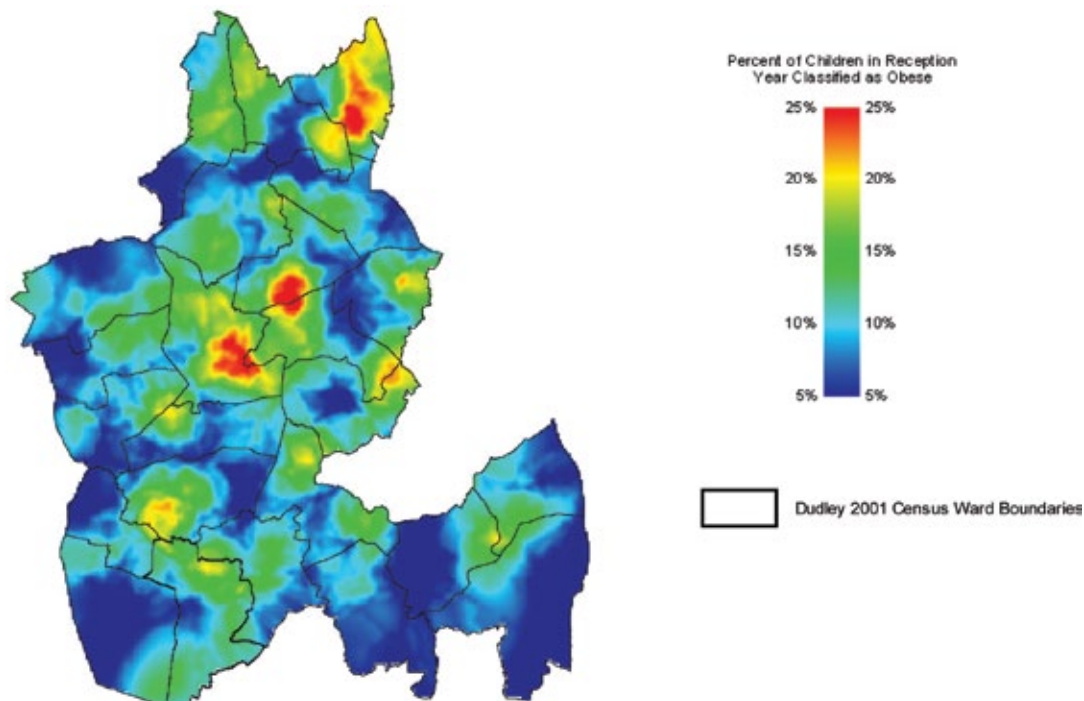 Percent of Children in Reception
Year Classified as Obese
25% 25%
20% 20%
15% 15%
10% 10%
5% 5%
Dudley 2001 Census Ward Boundaries